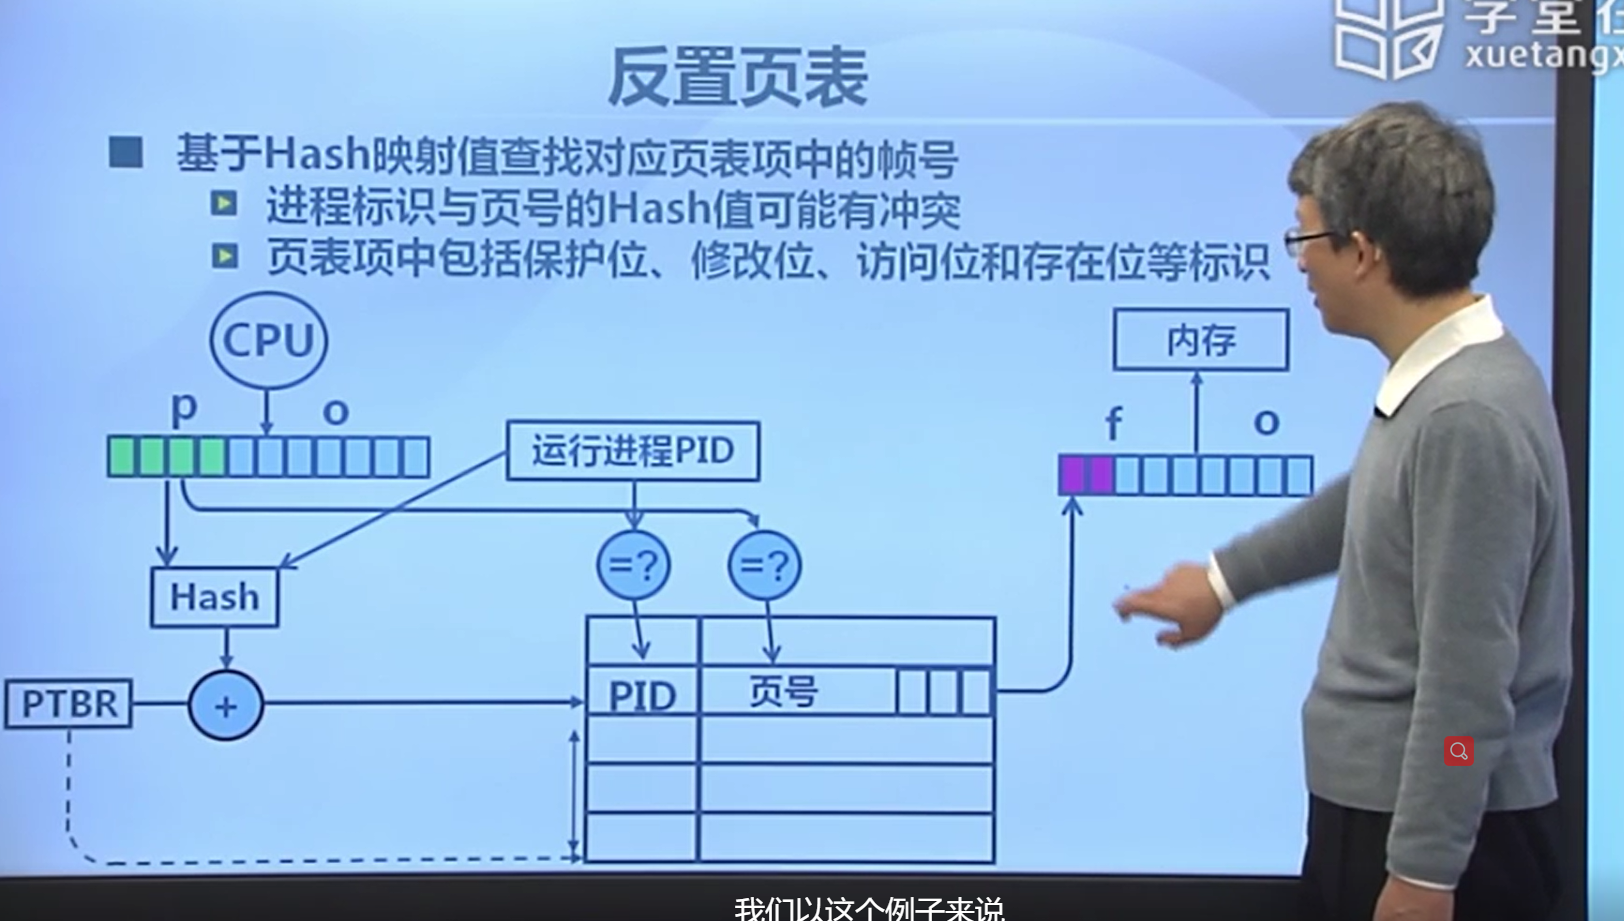 学堂在
xuetangx
反置页表
基于Hash映射值查找对应页表项中的帧号
进程标识与页号的Hash值可能有冲突
页表项中包括保护位、修改位、访问位和存在位等标识
CPU
内存
p
o
f
o
运行进程PID
=?
=?
Hash
PTBR
+
PID
页号
我们以这个例子来说